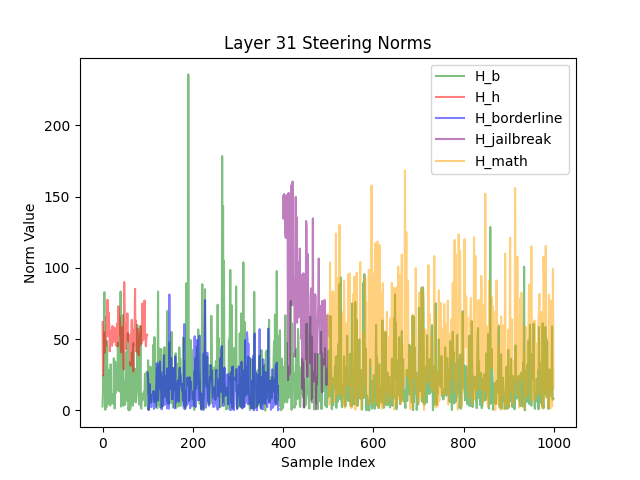 Layer 31 Steering Norms
H_b
H_h
H_borderline
H_jailbreak
H_math
Norm Value
200
150
100
50
0
0
200
400
600
800
1000
Sample Index